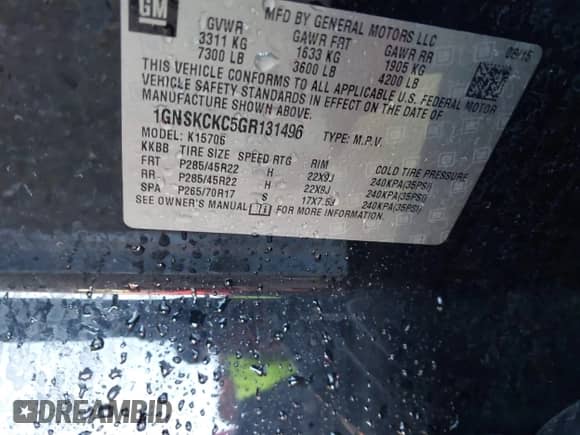 GM
MFD BY GENERAL MOTORS LLC
08/15
GVWR GAWR FRT GAWR RR
3311 KG 1633 KG 1905 KG
7300 LB 3600 LB 4200 LB
THIS VEHICLE CONFORMS TO ALL APPLICABLE U.S. FEDERAL MOTOR
VEHICLE SAFETY STANDARDS IN EFFECT ON THE DATE OF
MANUFACTURE SHOWN ABOVE.
1GNSKCKC5GR131496 TYPE: M.P.V.
MODEL: K15706
KKBB TIRE SIZE SPEED RTG RIM COLD TIRE PRESSURE
FRT P285/45R22 H 22X9J 240KPA(35PSI)
RR P285/45R22 H 22X9J 240KPA(35PSI)
SPA P265/70R17 S 17X7.5J 240KPA(35PSI)
SEE OWNER'S MANUAL FOR MORE INFORMATION.
DREAMBID